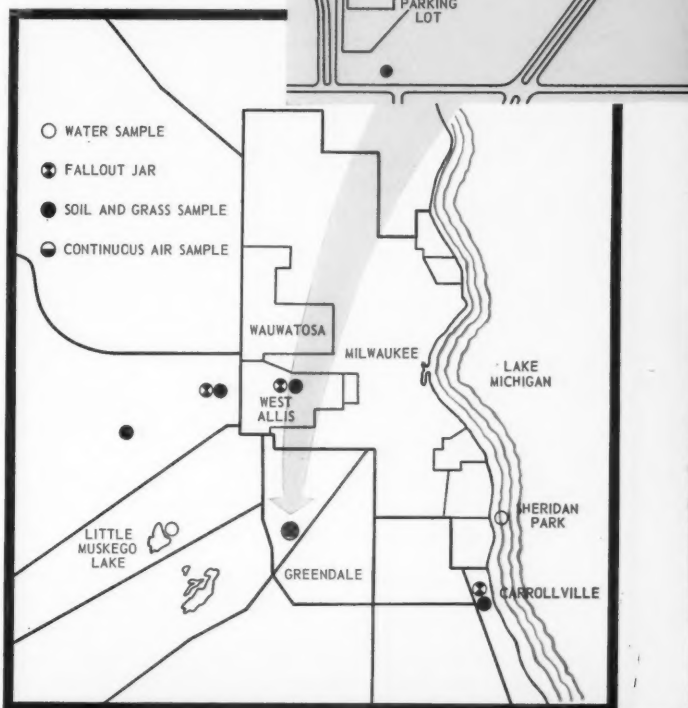 PARKING
LOT
WATER SAMPLE
FALLOUT JAR
SOIL AND GRASS SAMPLE
CONTINUOUS AIR SAMPLE
WAUWATOSA
MILWAUKEE
LAKE
MICHIGAN
WEST
ALLIS
SHERIDAN
PARK
LITTLE
MUSKEGO
LAKE
GREENDALE
CARROLLVILLE